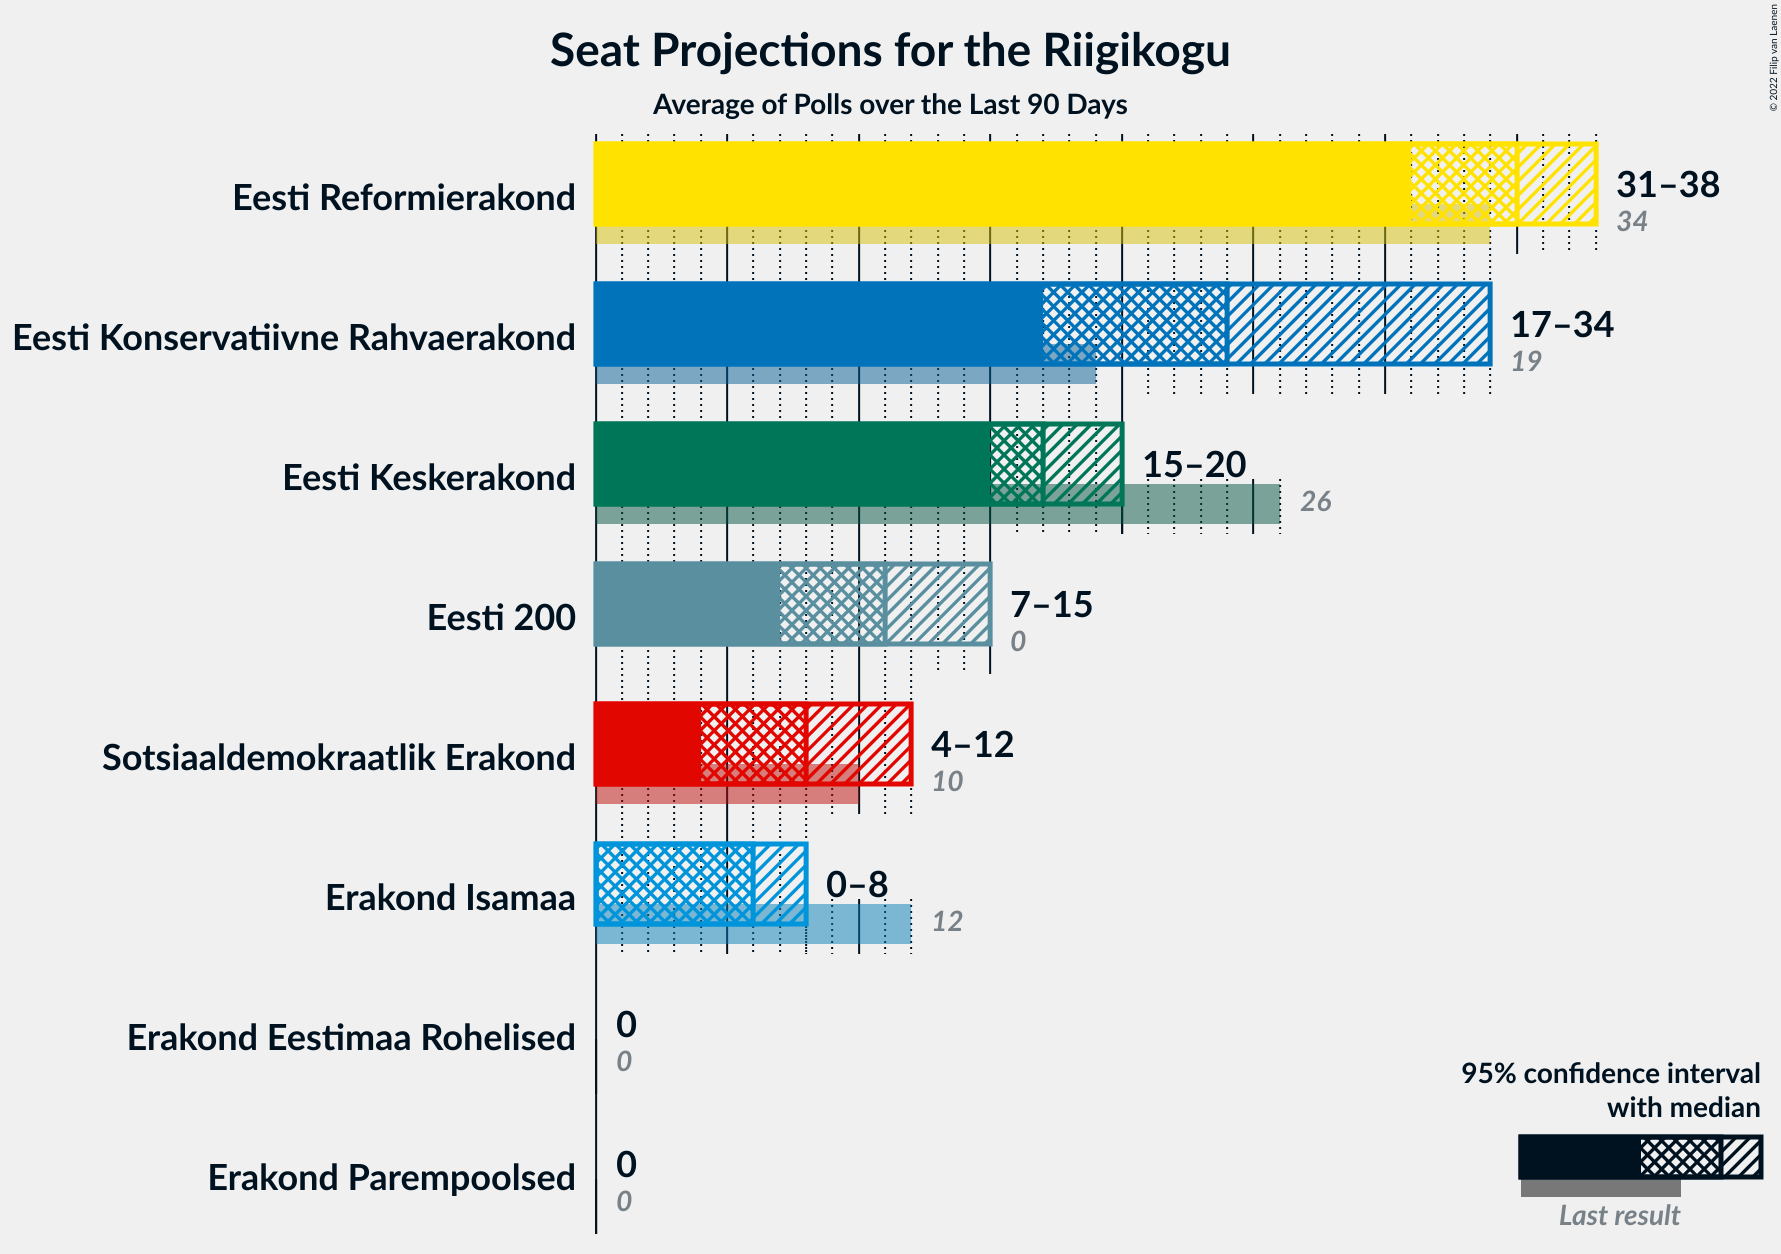 Seat Projections for the Riigikogu
Average of Polls over the Last 90 Days
© 2022 Filip van Laenen
Eesti Reformierakond
31–38
34
Eesti Konservatiivne Rahvaerakond
17–34
19
Eesti Keskerakond
15–20
26
Eesti 200
7–15
0
Sotsiaaldemokraatlik Erakond
4–12
10
Erakond Isamaa
0–8
12
Erakond Eestimaa Rohelised
0
0
Erakond Parempoolsed
0
0
95% confidence interval
with median
Last result